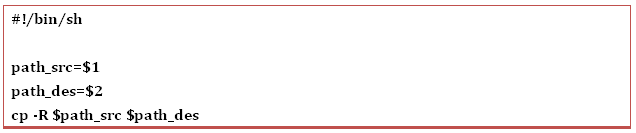 #!/bin/sh
path_src=$1
path_des=$2
cp -R $path_src $path_des